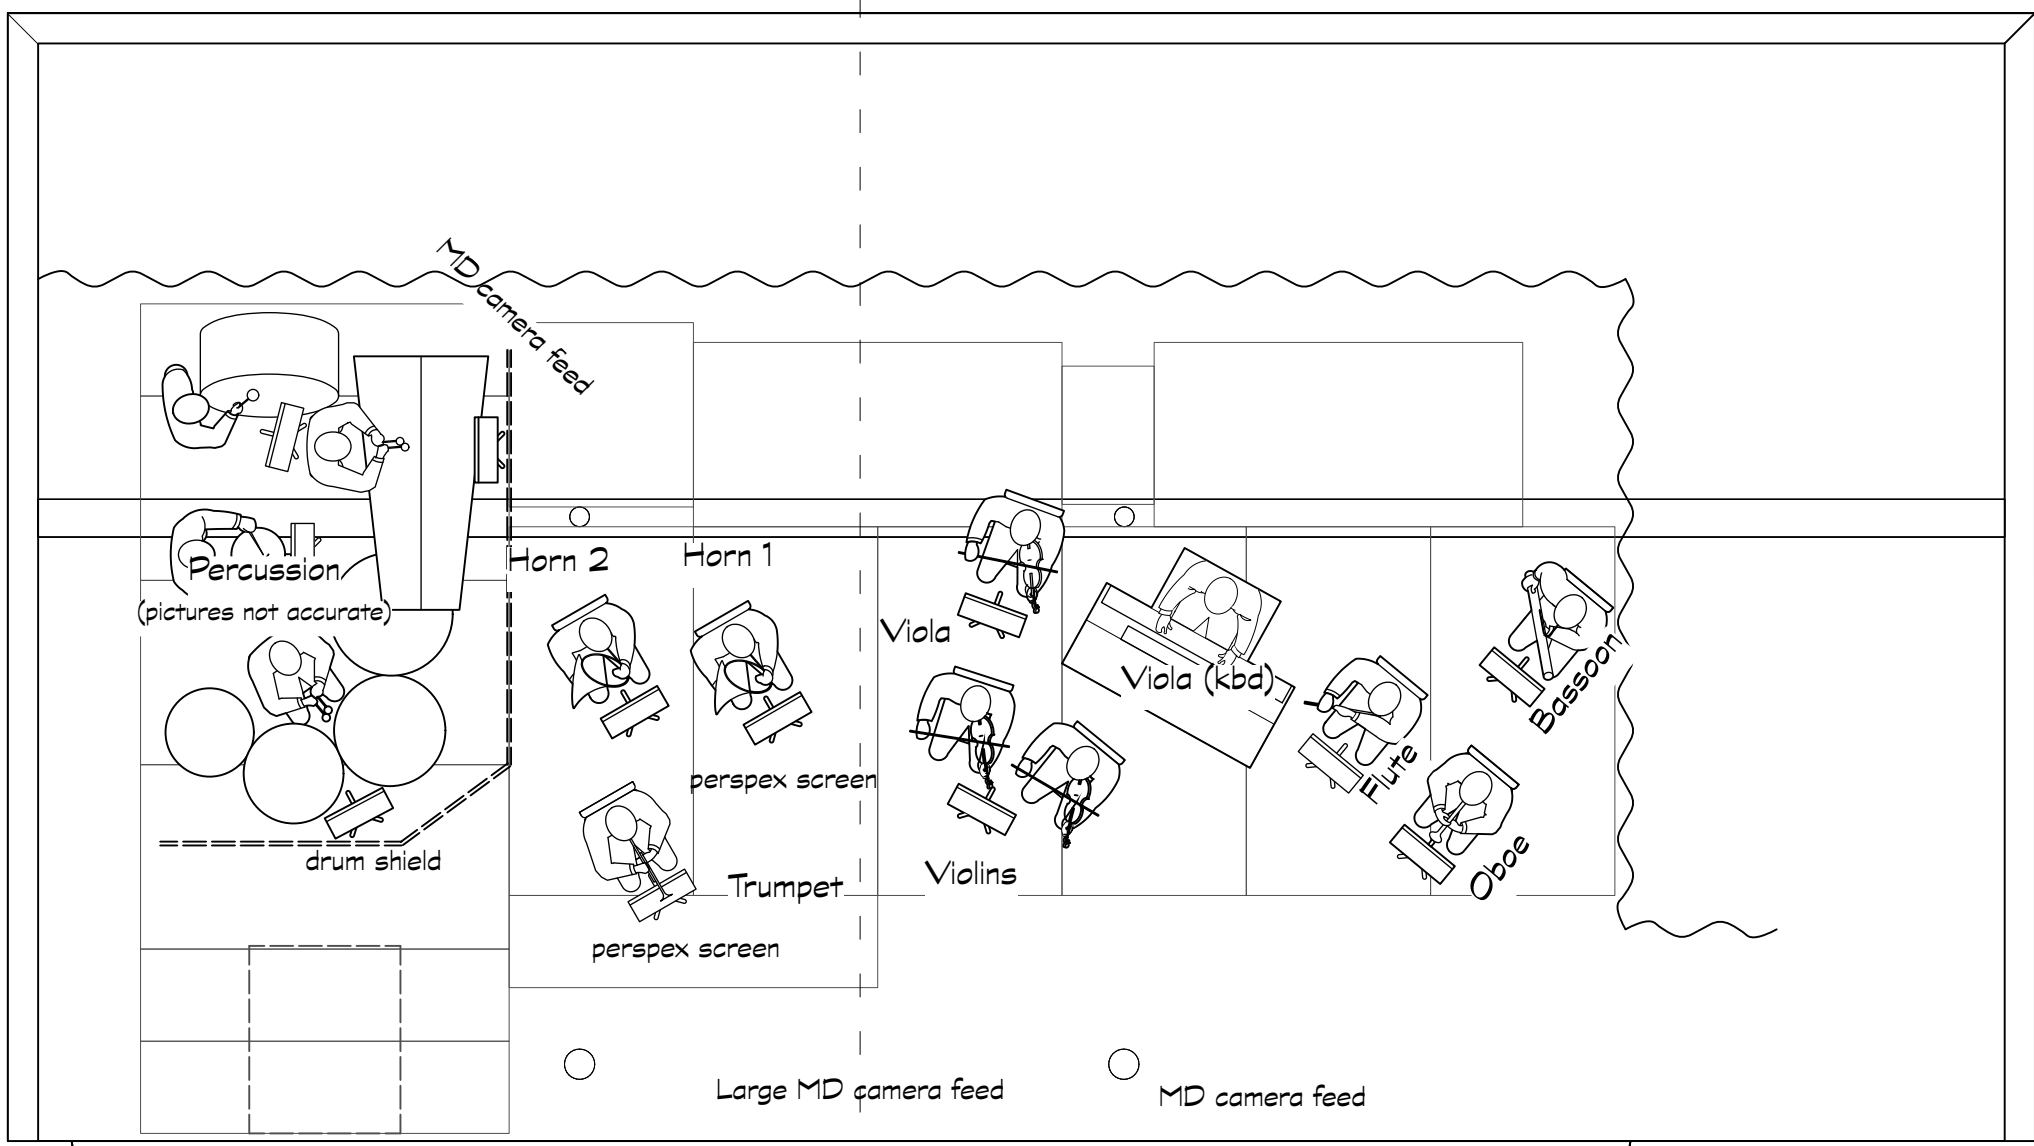 MD camera feed
Horn 2
Horn 1
Percussion
(pictures not accurate)
Viola
Viola (kbd)
Bassoon
perspex screen
Flute
drum shield
Trumpet
Violins
Oboe
perspex screen
Large MD camera feed
MD camera feed